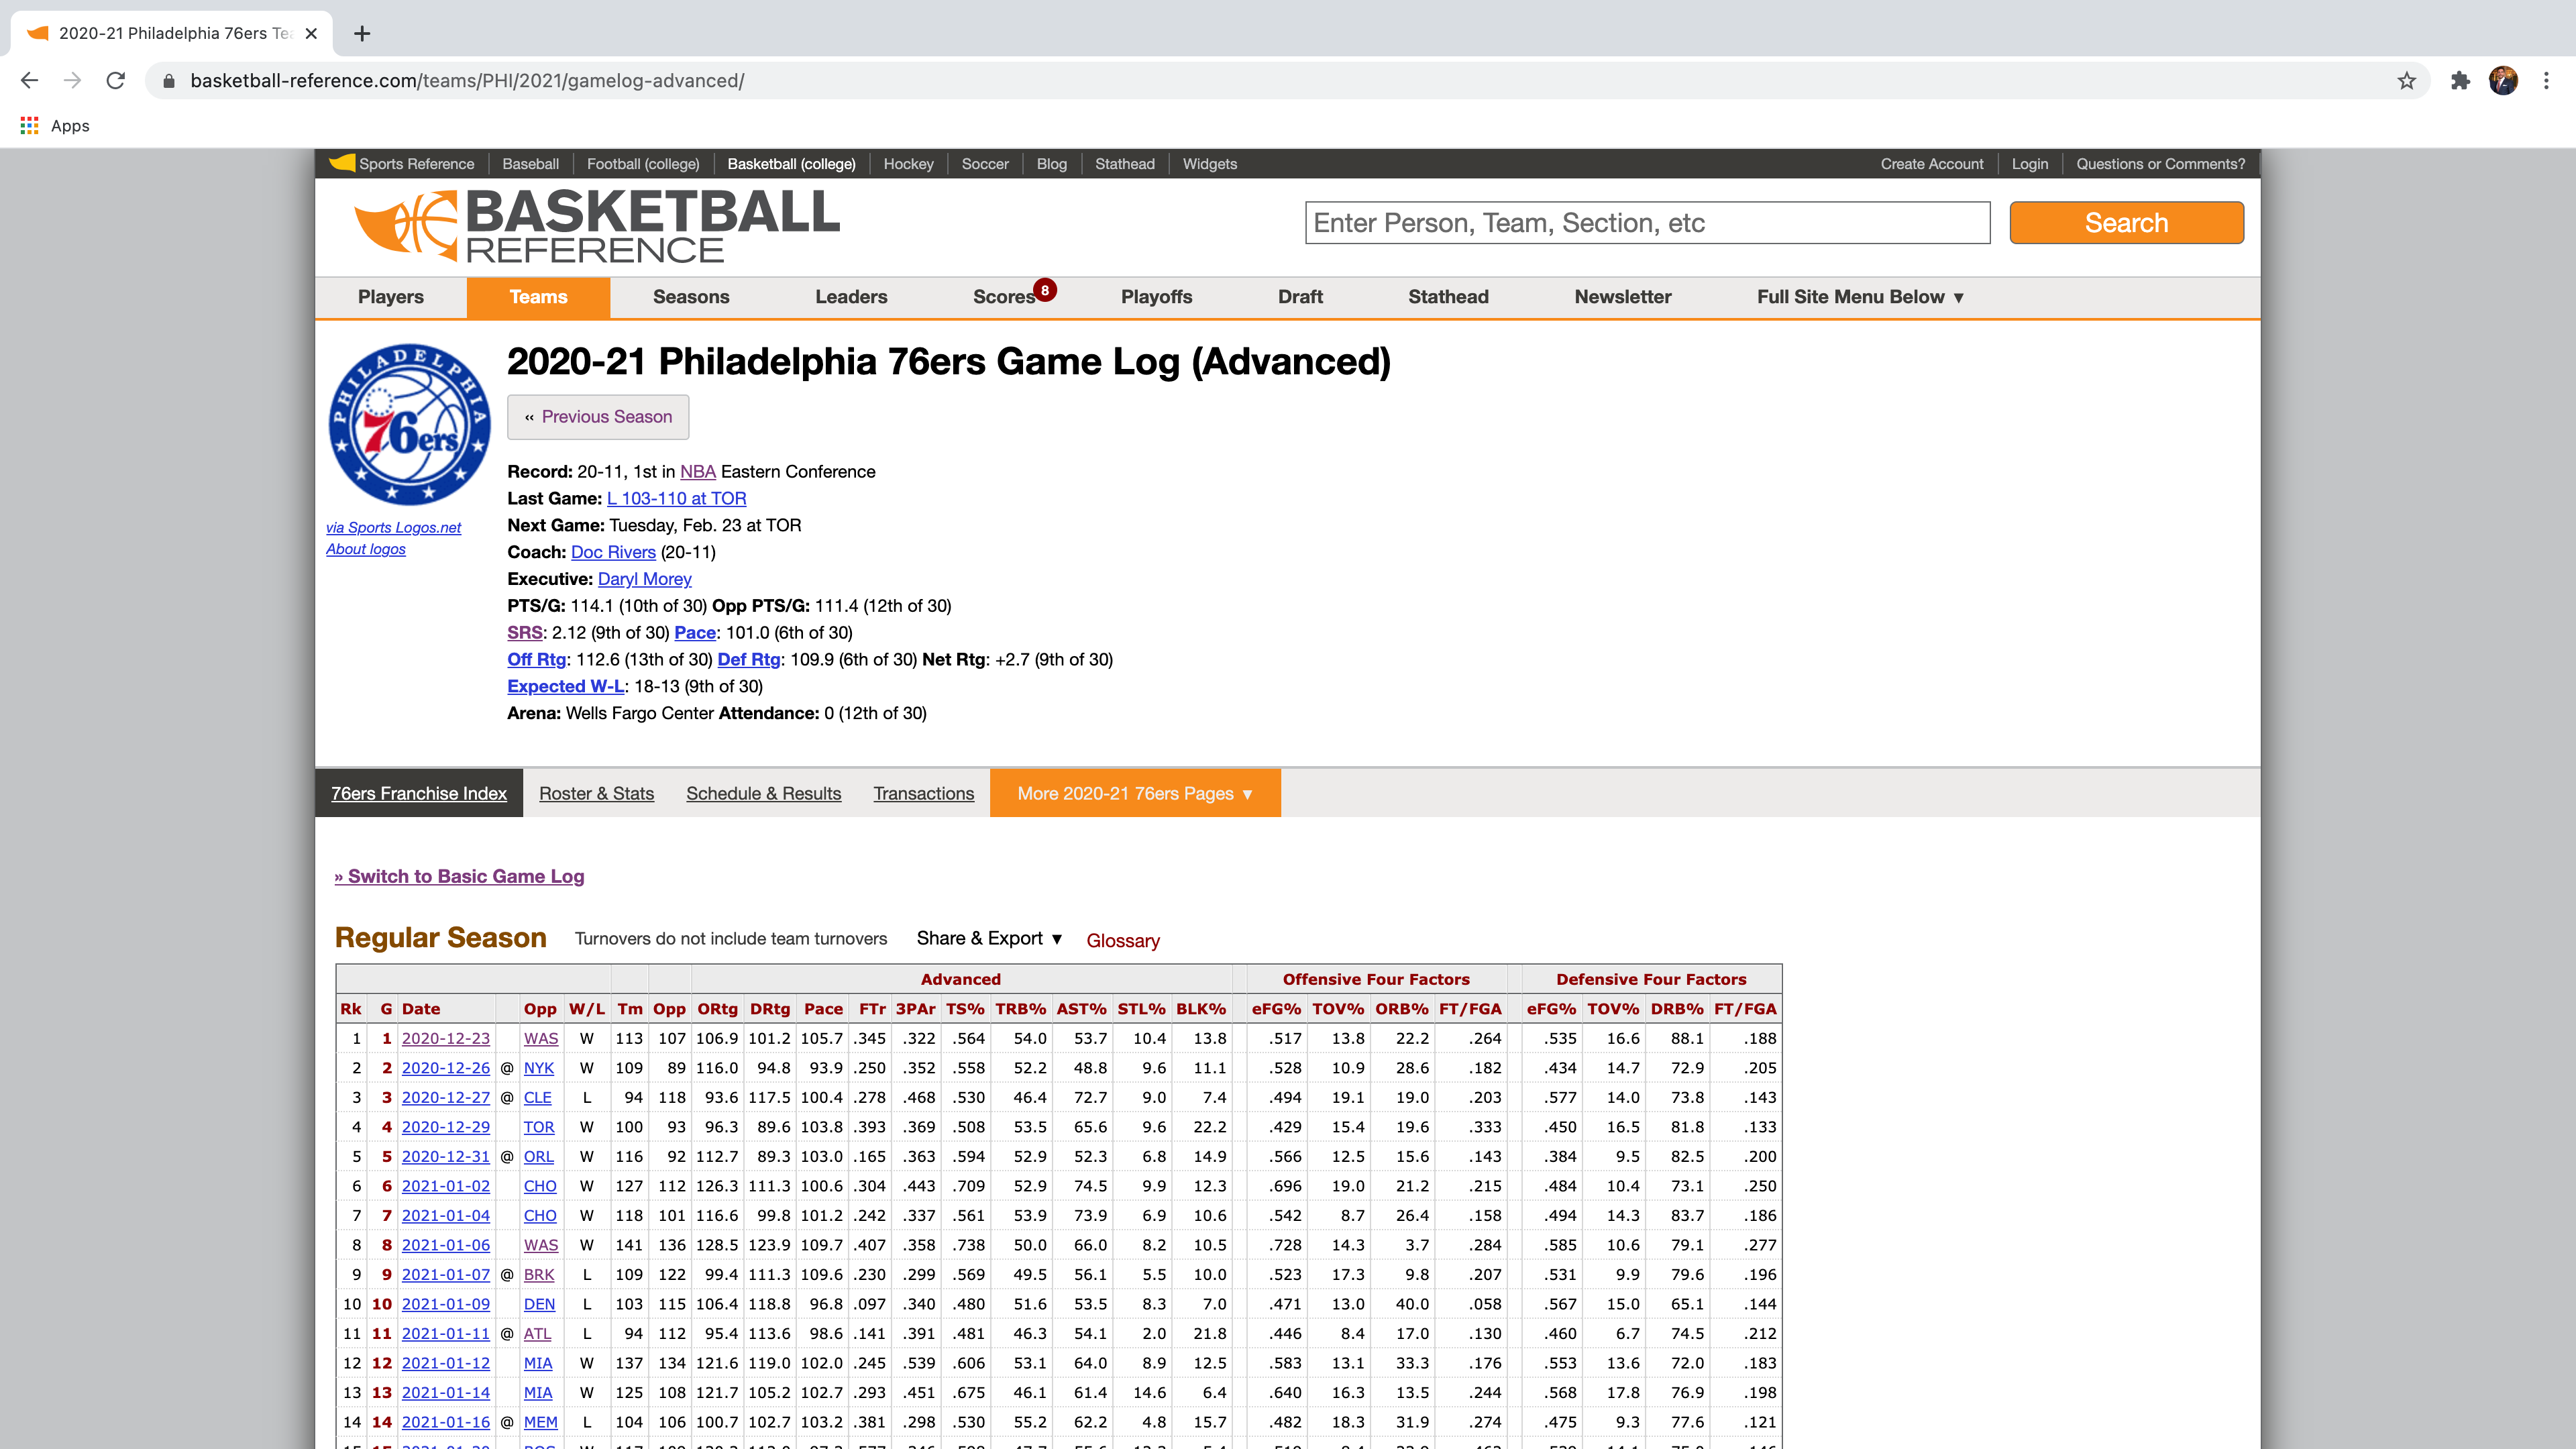 2020-21 Philadelphia 76ers Te
basketball-reference.com/teams/PHI/2021/gamelog-advanced/
Apps
Sports Reference Baseball Football (college) Basketball (college) Hockey Soccer Blog Stathead Widgets Create Account Login Questions or Comments?
BASKETBALL
REFERENCE
Enter Person, Team, Section, etc Search
Players Teams Seasons Leaders Scores 8 Playoffs Draft Stathead Newsletter Full Site Menu Below ▼
PHILADELPHIA
76ers
via Sports Logos.net
About logos
2020-21 Philadelphia 76ers Game Log (Advanced)
‹‹ Previous Season
Record: 20-11, 1st in NBA Eastern Conference
Last Game: L 103-110 at TOR
Next Game: Tuesday, Feb. 23 at TOR
Coach: Doc Rivers (20-11)
Executive: Daryl Morey
PTS/G: 114.1 (10th of 30) Opp PTS/G: 111.4 (12th of 30)
SRS: 2.12 (9th of 30) Pace: 101.0 (6th of 30)
Off Rtg: 112.6 (13th of 30) Def Rtg: 109.9 (6th of 30) Net Rtg: +2.7 (9th of 30)
Expected W-L: 18-13 (9th of 30)
Arena: Wells Fargo Center Attendance: 0 (12th of 30)
76ers Franchise Index Roster & Stats Schedule & Results Transactions More 2020-21 76ers Pages ▼
» Switch to Basic Game Log
Regular Season Turnovers do not include team turnovers Share & Export ▼ Glossary
Advanced Offensive Four Factors Defensive Four Factors
Rk G Date Opp W/L Tm Opp ORtg DRtg Pace FTr 3PAr TS% TRB% AST% STL% BLK% eFG% TOV% ORB% FT/FGA eFG% TOV% DRB% FT/FGA
1 1 2020-12-23 WAS W 113 107 106.9 101.2 105.7 .345 .322 .564 54.0 53.7 10.4 13.8 .517 13.8 22.2 .264 .535 16.6 88.1 .188
2 2 2020-12-26 @ NYK W 109 89 116.0 94.8 93.9 .250 .352 .558 52.2 48.8 9.6 11.1 .528 10.9 28.6 .182 .434 14.7 72.9 .205
3 3 2020-12-27 @ CLE L 94 118 93.6 117.5 100.4 .278 .468 .530 46.4 72.7 9.0 7.4 .494 19.1 19.0 .203 .577 14.0 73.8 .143
4 4 2020-12-29 TOR W 100 93 96.3 89.6 103.8 .393 .369 .508 53.5 65.6 9.6 22.2 .429 15.4 19.6 .333 .450 16.5 81.8 .133
5 5 2020-12-31 @ ORL W 116 92 112.7 89.3 103.0 .165 .363 .594 52.9 52.3 6.8 14.9 .566 12.5 15.6 .143 .384 9.5 82.5 .200
6 6 2021-01-02 CHO W 127 112 126.3 111.3 100.6 .304 .443 .709 52.9 74.5 9.9 12.3 .696 19.0 21.2 .215 .484 10.4 73.1 .250
7 7 2021-01-04 CHO W 118 101 116.6 99.8 101.2 .242 .337 .561 53.9 73.9 6.9 10.6 .542 8.7 26.4 .158 .494 14.3 83.7 .186
8 8 2021-01-06 WAS W 141 136 128.5 123.9 109.7 .407 .358 .738 50.0 66.0 8.2 10.5 .728 14.3 3.7 .284 .585 10.6 79.1 .277
9 9 2021-01-07 @ BRK L 109 122 99.4 111.3 109.6 .230 .299 .569 49.5 56.1 5.5 10.0 .523 17.3 9.8 .207 .531 9.9 79.6 .196
10 10 2021-01-09 DEN L 103 115 106.4 118.8 96.8 .097 .340 .480 51.6 53.5 8.3 7.0 .471 13.0 40.0 .058 .567 15.0 65.1 .144
11 11 2021-01-11 @ ATL L 94 112 95.4 113.6 98.6 .141 .391 .481 46.3 54.1 2.0 21.8 .446 8.4 17.0 .130 .460 6.7 74.5 .212
12 12 2021-01-12 MIA W 137 134 121.6 119.0 102.0 .245 .539 .606 53.1 64.0 8.9 12.5 .583 13.1 33.3 .176 .553 13.6 72.0 .183
13 13 2021-01-14 MIA W 125 108 121.7 105.2 102.7 .293 .451 .675 46.1 61.4 14.6 6.4 .640 16.3 13.5 .244 .568 17.8 76.9 .198
14 14 2021-01-16 @ MEM L 104 106 100.7 102.7 103.2 .381 .298 .530 55.2 62.2 4.8 15.7 .482 18.3 31.9 .274 .475 9.3 77.6 .121